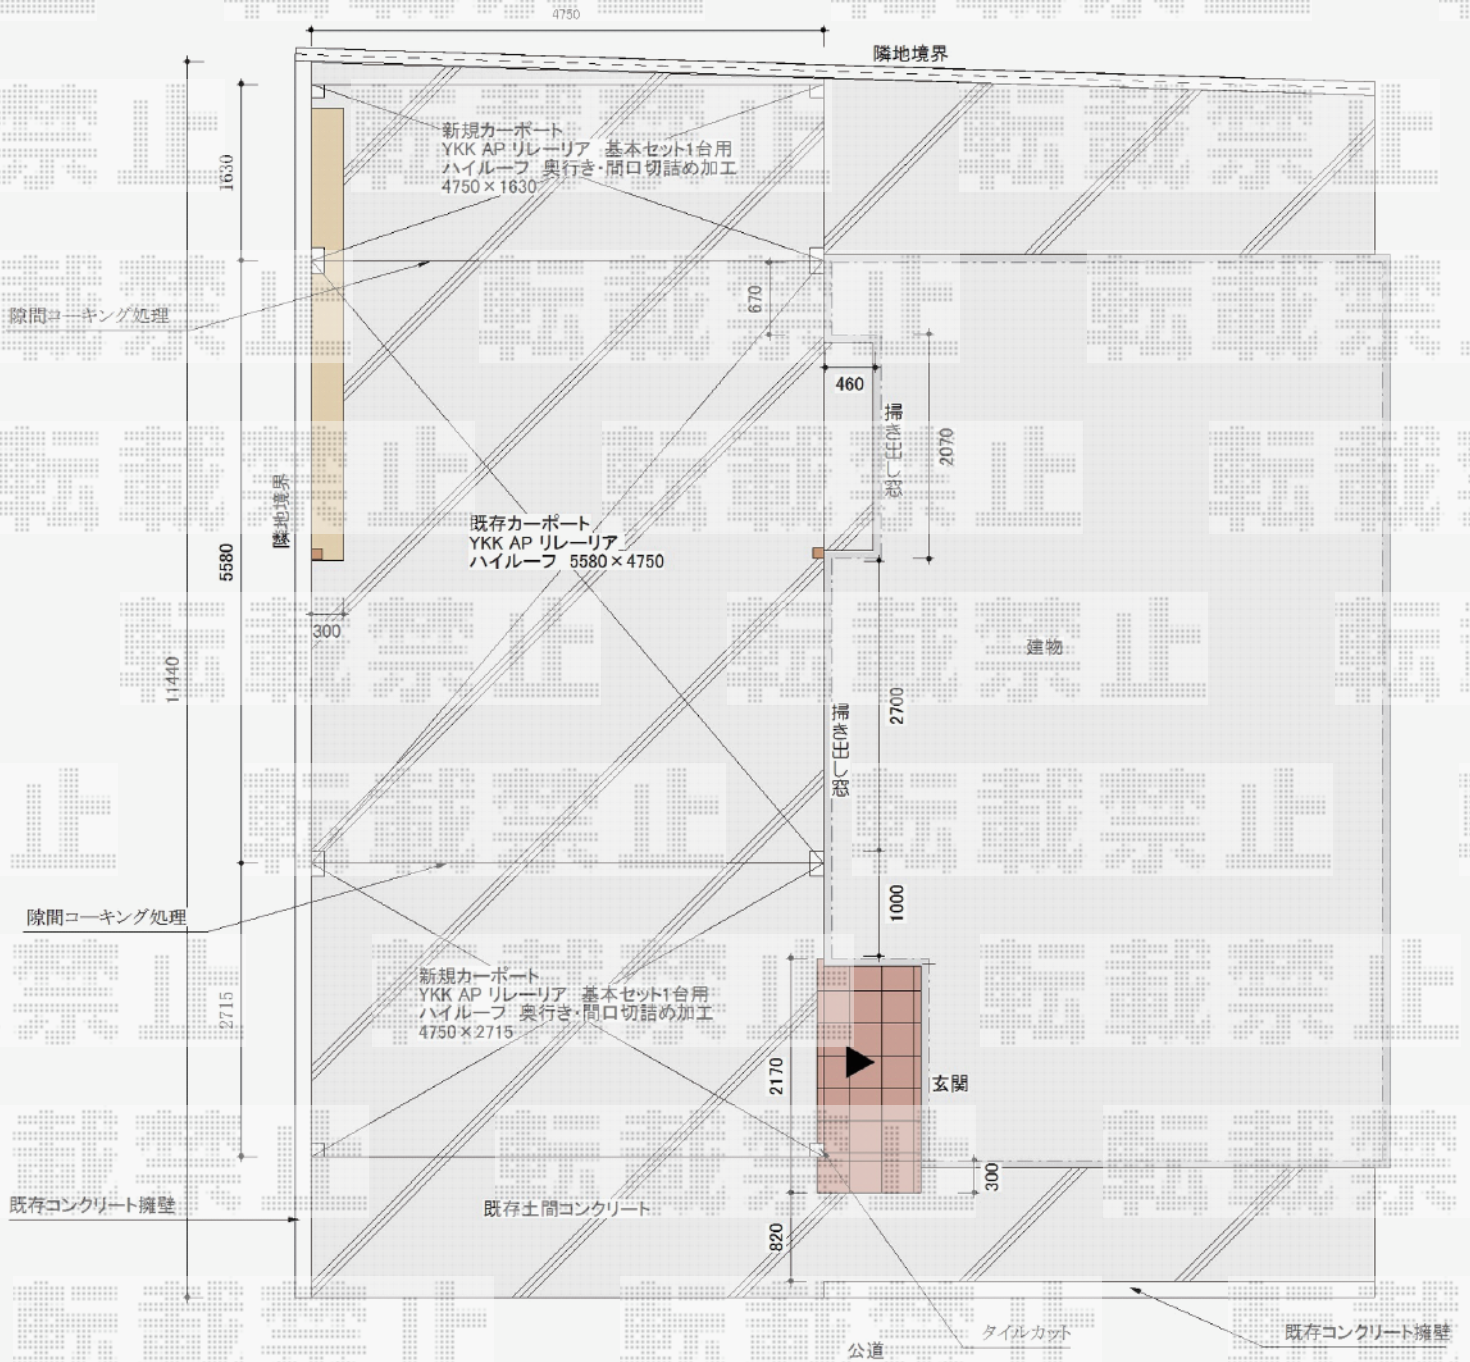 4750
隣地境界
新規カーポート
YKK AP リレーリア 基本セット1台用
ハイルーフ 奥行き・間口切詰め加工
4750×1630
1630
隙間コーキング処理
670
460
掃き出し窓
2070
隣地境界
既存カーポート
YKK AP リレーリア
ハイルーフ 5580×4750
5580
300
11440
建物
2700
掃き出し窓
1000
隙間コーキング処理
新規カーポート
YKK AP リレーリア 基本セット1台用
ハイルーフ 奥行き・間口切詰め加工
4750×2715
2715
2170
玄関
300
既存コンクリート擁壁
既存土間コンクリート
820
タイルカット
既存コンクリート擁壁
公道
転載禁止